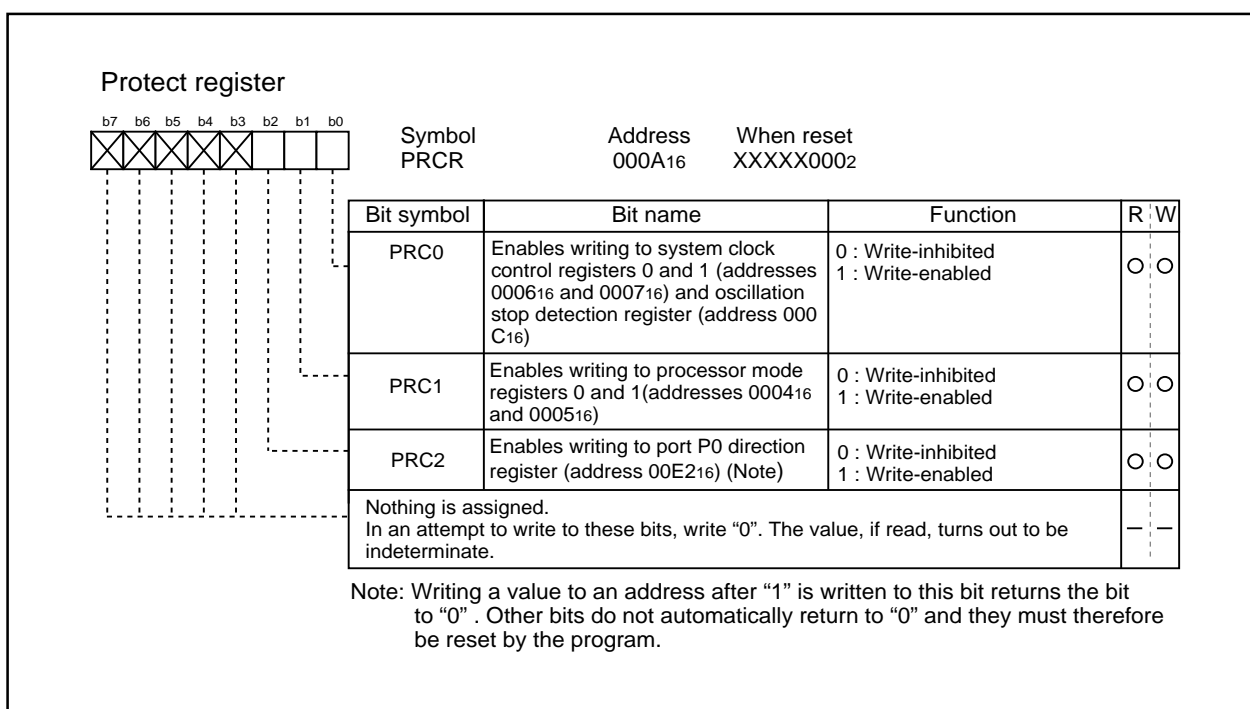 Protect register
b7 b6 b5 b4 b3 b2 b1 b0
Symbol Address When reset
PRCR 000A16 XXXXX0002
Bit symbol Bit name Function R W
PRC0
Enables writing to system clock
control registers 0 and 1 (addresses
000616 and 000716) and oscillation
stop detection register (address 000
C16)
0 : Write-inhibited
1 : Write-enabled
PRC1
Enables writing to processor mode
registers 0 and 1(addresses 000416
and 000516)
0 : Write-inhibited
1 : Write-enabled
PRC2
Enables writing to port P0 direction
register (address 00E216) (Note)
0 : Write-inhibited
1 : Write-enabled
Nothing is assigned.
In an attempt to write to these bits, write “0”. The value, if read, turns out to be
indeterminate.
Note: Writing a value to an address after “1” is written to this bit returns the bit
to “0” . Other bits do not automatically return to “0” and they must therefore
be reset by the program.